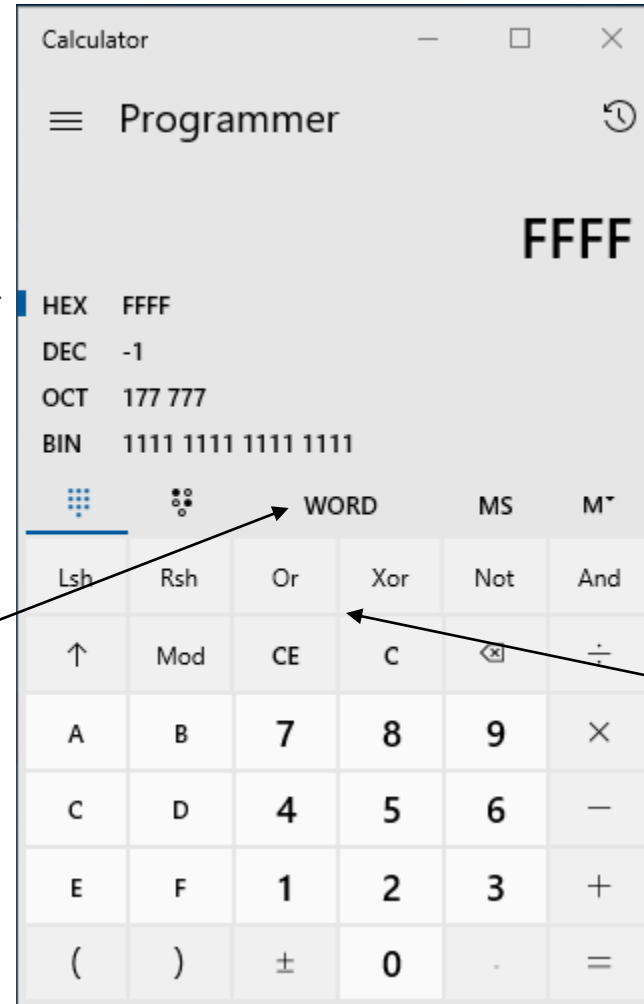 Calculator
Programmer
FFFF
HEX FFFF
DEC -1
OCT 177 777
BIN 1111 1111 1111 1111
WORD MS M
Lsh Rsh Or Xor Not And
↑ Mod CE C ÷
A B 7 8 9 ×
C D 4 5 6 −
E F 1 2 3 +
( ) ± 0 . =